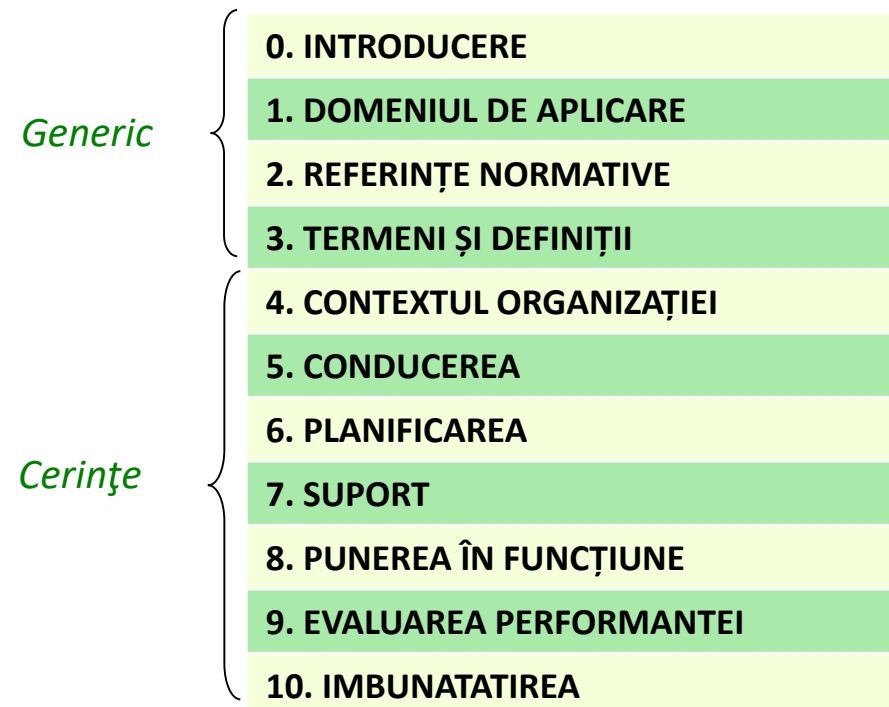 Generic
0. INTRODUCERE
1. DOMENIUL DE APLICARE
2. REFERINȚE NORMATIVE
3. TERMENI ȘI DEFINIȚII
Cerinţe
4. CONTEXTUL ORGANIZAȚIEI
5. CONDUCEREA
6. PLANIFICAREA
7. SUPORT
8. PUNEREA ÎN FUNCȚIUNE
9. EVALUAREA PERFORMANTEI
10. IMBUNATATIREA